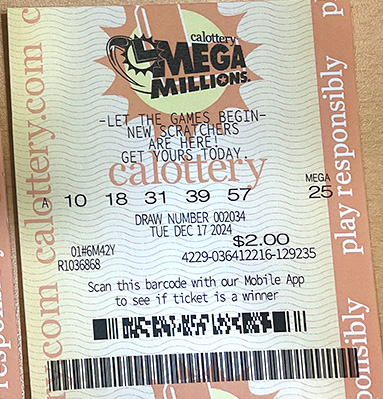 calottery
MEGA
MILLIONS
-LET THE GAMES BEGIN-
NEW SCRATCHERS
ARE HERE!
GET YOURS TODAY.
calottery
A 10 18 31 39 57 MEGA 25
DRAW NUMBER 002034
TUE DEC 17 2024
$2.00
01#6M42Y 4229-036412216-129235
R1036868
Scan this barcode with our Mobile App
to see if ticket is a winner
calottery.com
play responsibly